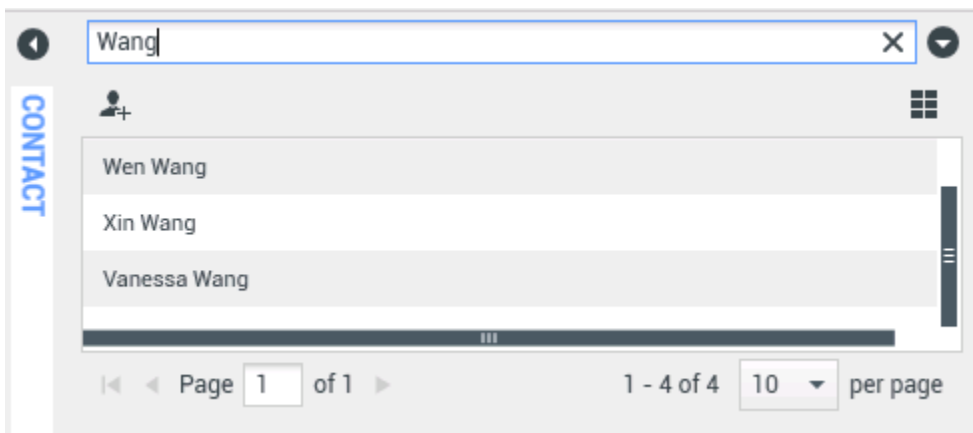 Wang
CONTACT
Wen Wang
Xin Wang
Vanessa Wang
Page 1 of 1 1 - 4 of 4 10 per page